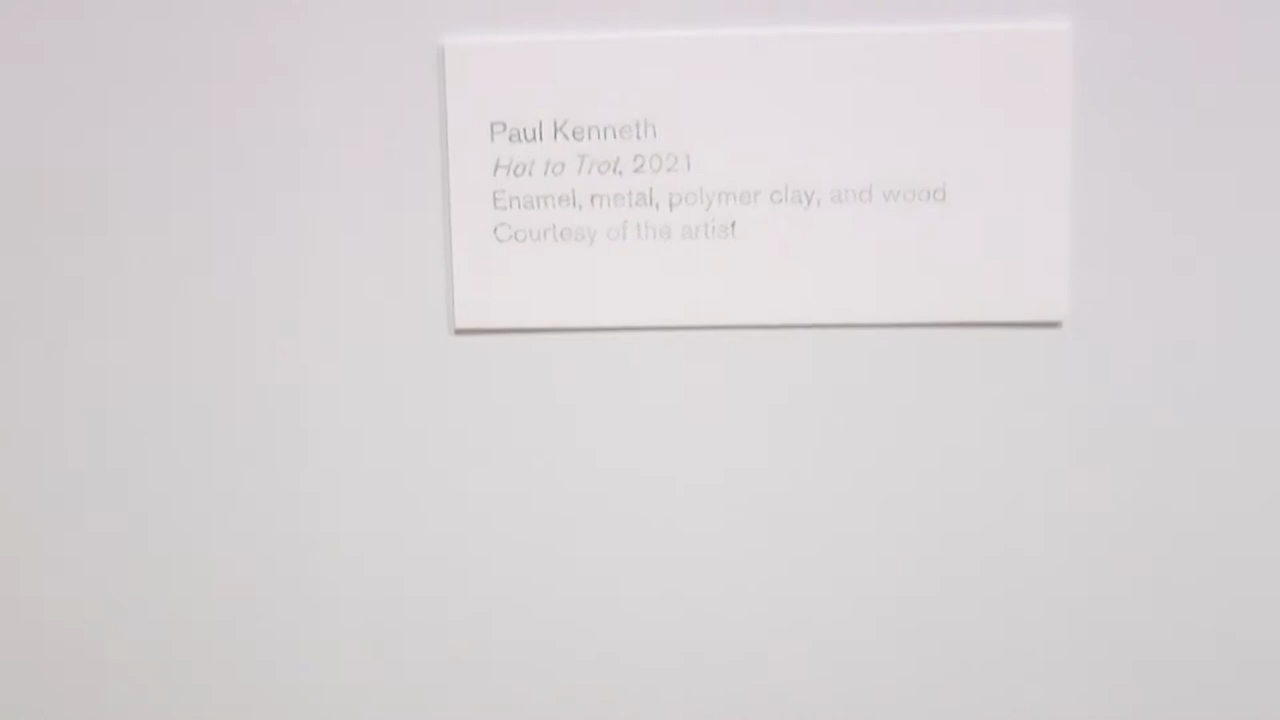 Paul Kenneth
Hot to Trot, 2021
Enamel, metal, polymer clay, and wood
Courtesy of the artist